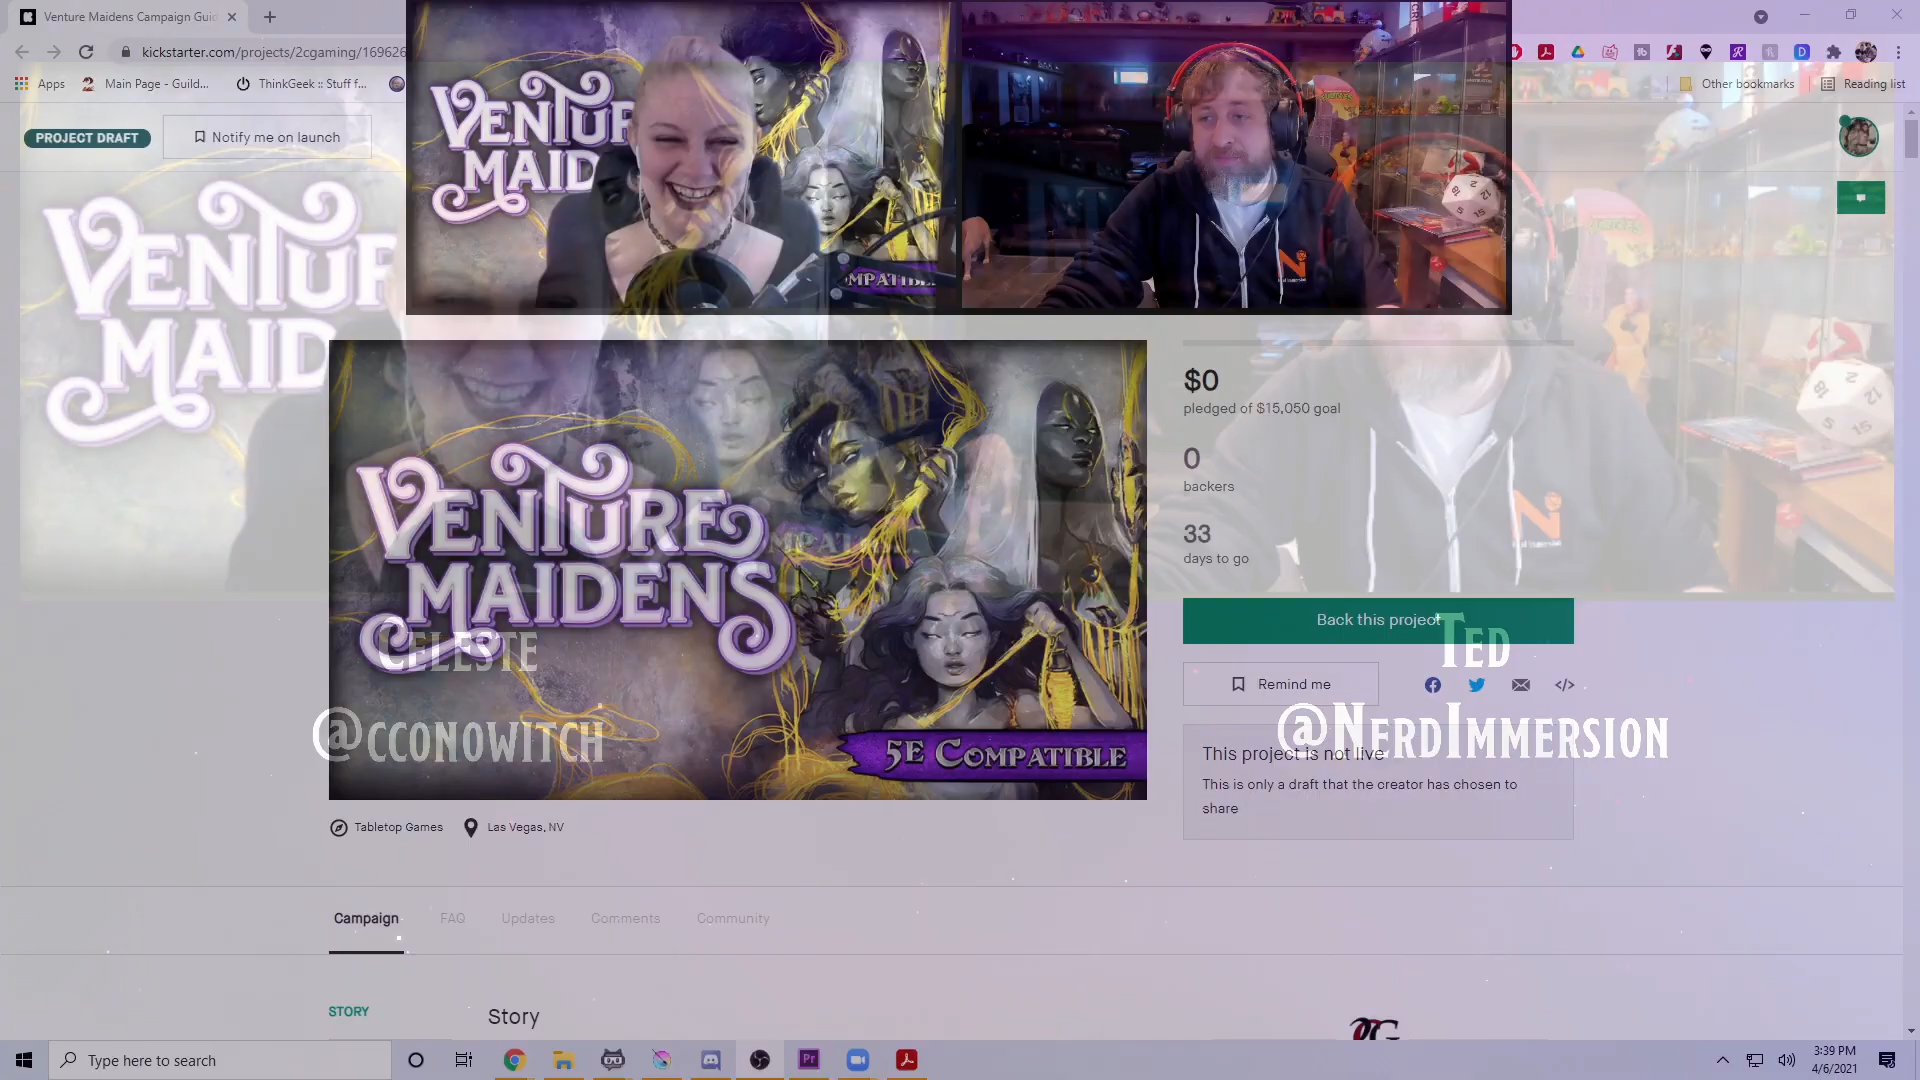 Venture Maidens Campaign Guid
kickstarter.com/projects/2cgaming/169626
Apps
Main Page - Guild...
ThinkGeek :: Stuff f...
Other bookmarks
Reading list
PROJECT DRAFT
Notify me on launch
VENTUR
MAID
MPATIBLE
VENTUR
MAID
$0
pledged of $15,050 goal
0
backers
33
days to go
VENTURE
MAIDENS
5E COMPATIBLE
Back this project
Remind me
CELESTE
@CCONOWITCH
TED
@NERDIMMERSION
This project is not live
This is only a draft that the creator has chosen to
share
Tabletop Games
Las Vegas, NV
Campaign
FAQ
Updates
Comments
Community
STORY
Story
Type here to search
3:39 PM
4/6/2021